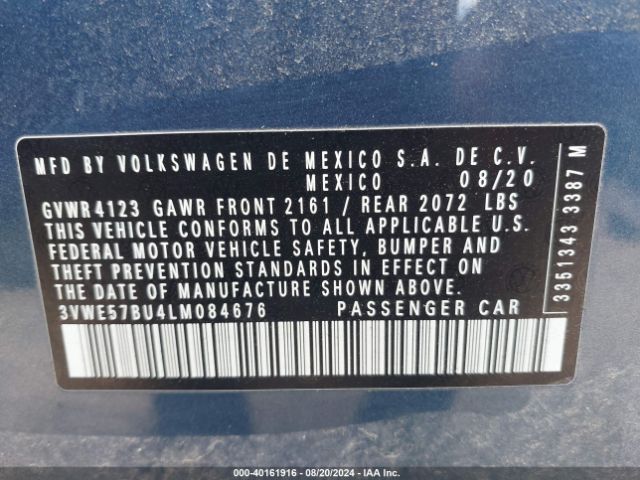 MFD BY VOLKSWAGEN DE MEXICO S.A. DE C.V.
MEXICO 08/20
GVWR 4123 GAWR FRONT 2161 / REAR 2072 LBS
THIS VEHICLE CONFORMS TO ALL APPLICABLE U.S.
FEDERAL MOTOR VEHICLE SAFETY, BUMPER AND
THEFT PREVENTION STANDARDS IN EFFECT ON
THE DATE OF MANUFACTURE SHOWN ABOVE.
3VWE57BU4LM084676 PASSENGER CAR
3351343 3387 M
000-40161916 - 08/20/2024 - IAA Inc.